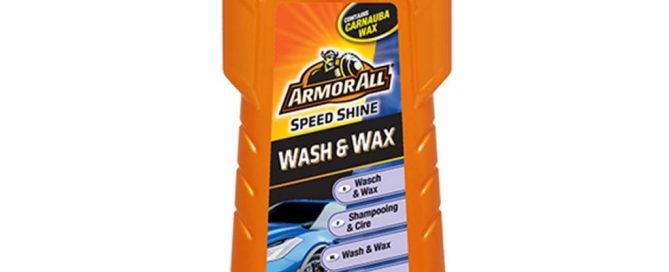 CONTAINS
CARNAUBA
WAX
ARMOR ALL
SPEED SHINE
WASH & WAX
Wasch
& Wax
Shampooing
& Cire
Wash & Wax